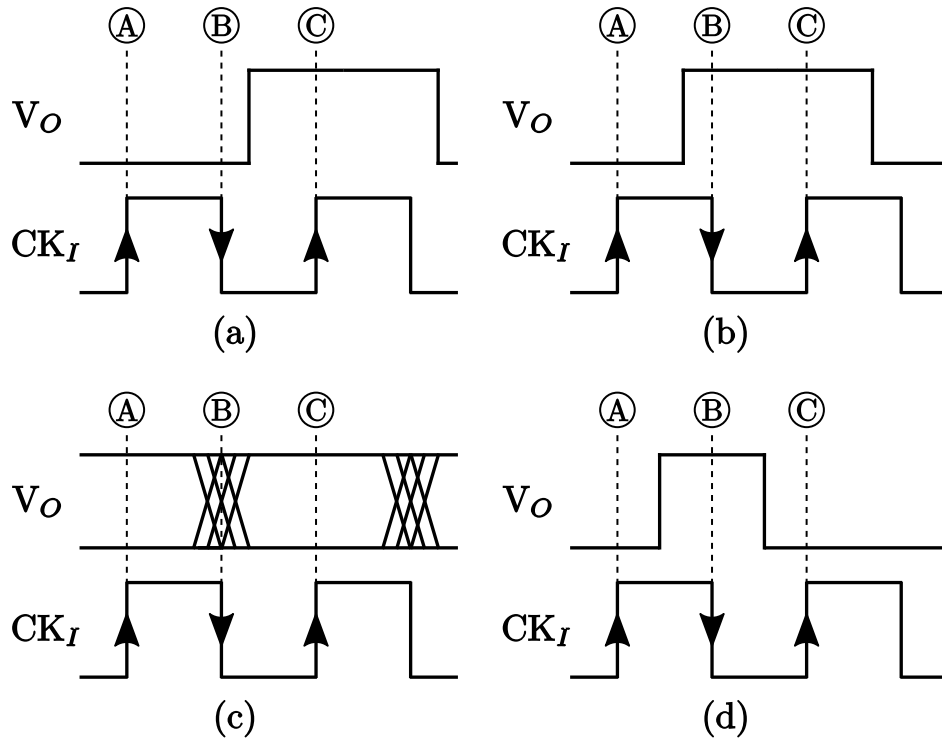 Ⓐ Ⓑ Ⓒ Ⓐ Ⓑ Ⓒ
V_O V_O
CK_I CK_I
(a) (b)
Ⓐ Ⓑ Ⓒ Ⓐ Ⓑ Ⓒ
V_O V_O
CK_I CK_I
(c) (d)